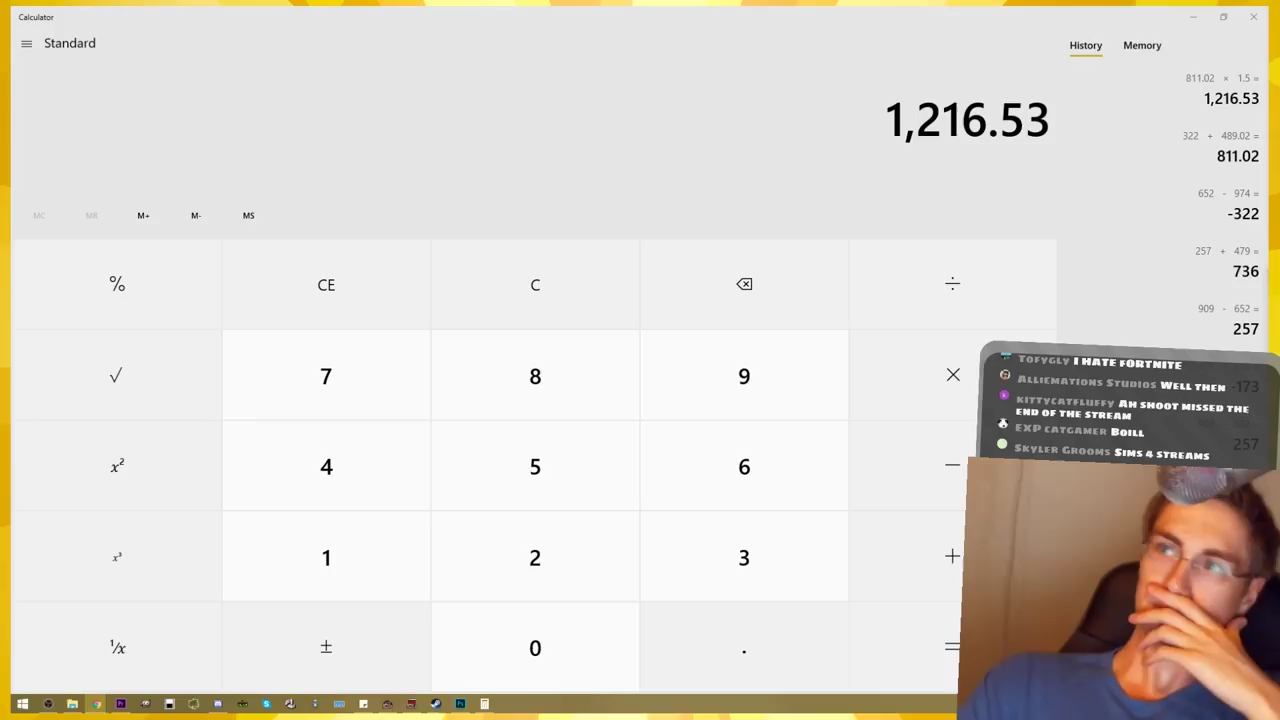 Calculator
Standard
History
Memory
1,216.53
811.02 × 1.5 =
1,216.53
322 + 489.02 =
811.02
652 - 974 =
-322
257 + 479 =
736
909 - 652 =
257
-173
257
MC
MR
M+
M-
MS
%
CE
C
÷
√
7
8
9
×
x²
4
5
6
−
x³
1
2
3
+
¹/x
±
0
.
=
Tofygly I HATE FORTNITE
Alliemations Studios Well then
kittycatfluffy Ah shoot missed the
end of the stream
EXP catgamer Boill
Skyler Grooms Sims 4 streams